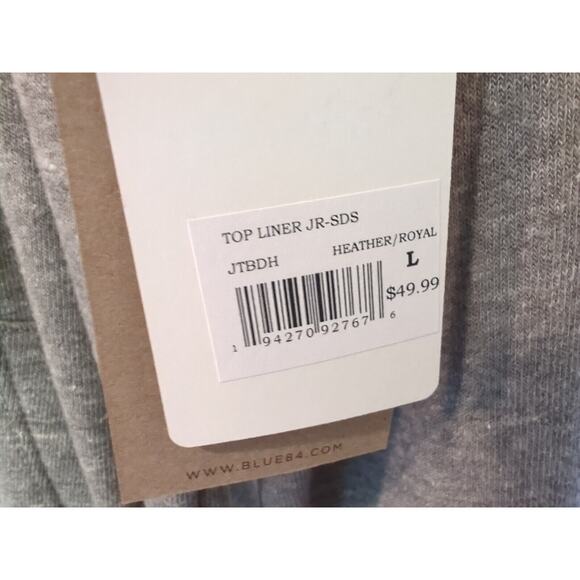 TOP LINER JR-SDS
JTBDH HEATHER/ROYAL
L
$49.99
1 94270 92767 6
WWW.BLUE84.COM